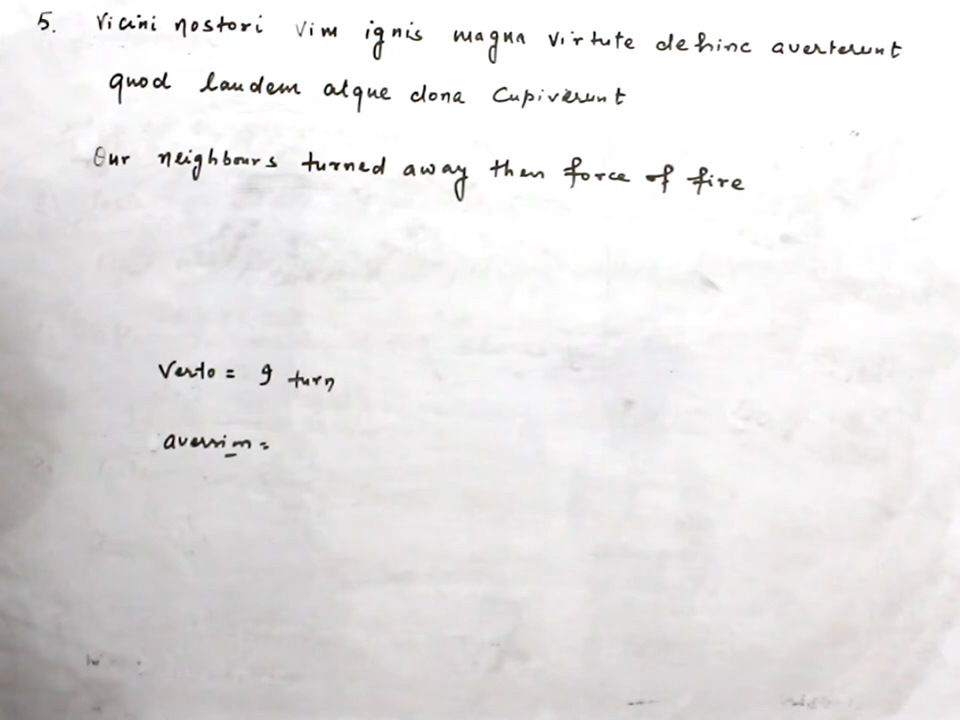 5. Vicini nostori vim ignis magna virtute dehinc averterunt
quod laudem atque dona Cupiverunt
Our neighbours turned away then force of fire
Verto = I turn
aversim =